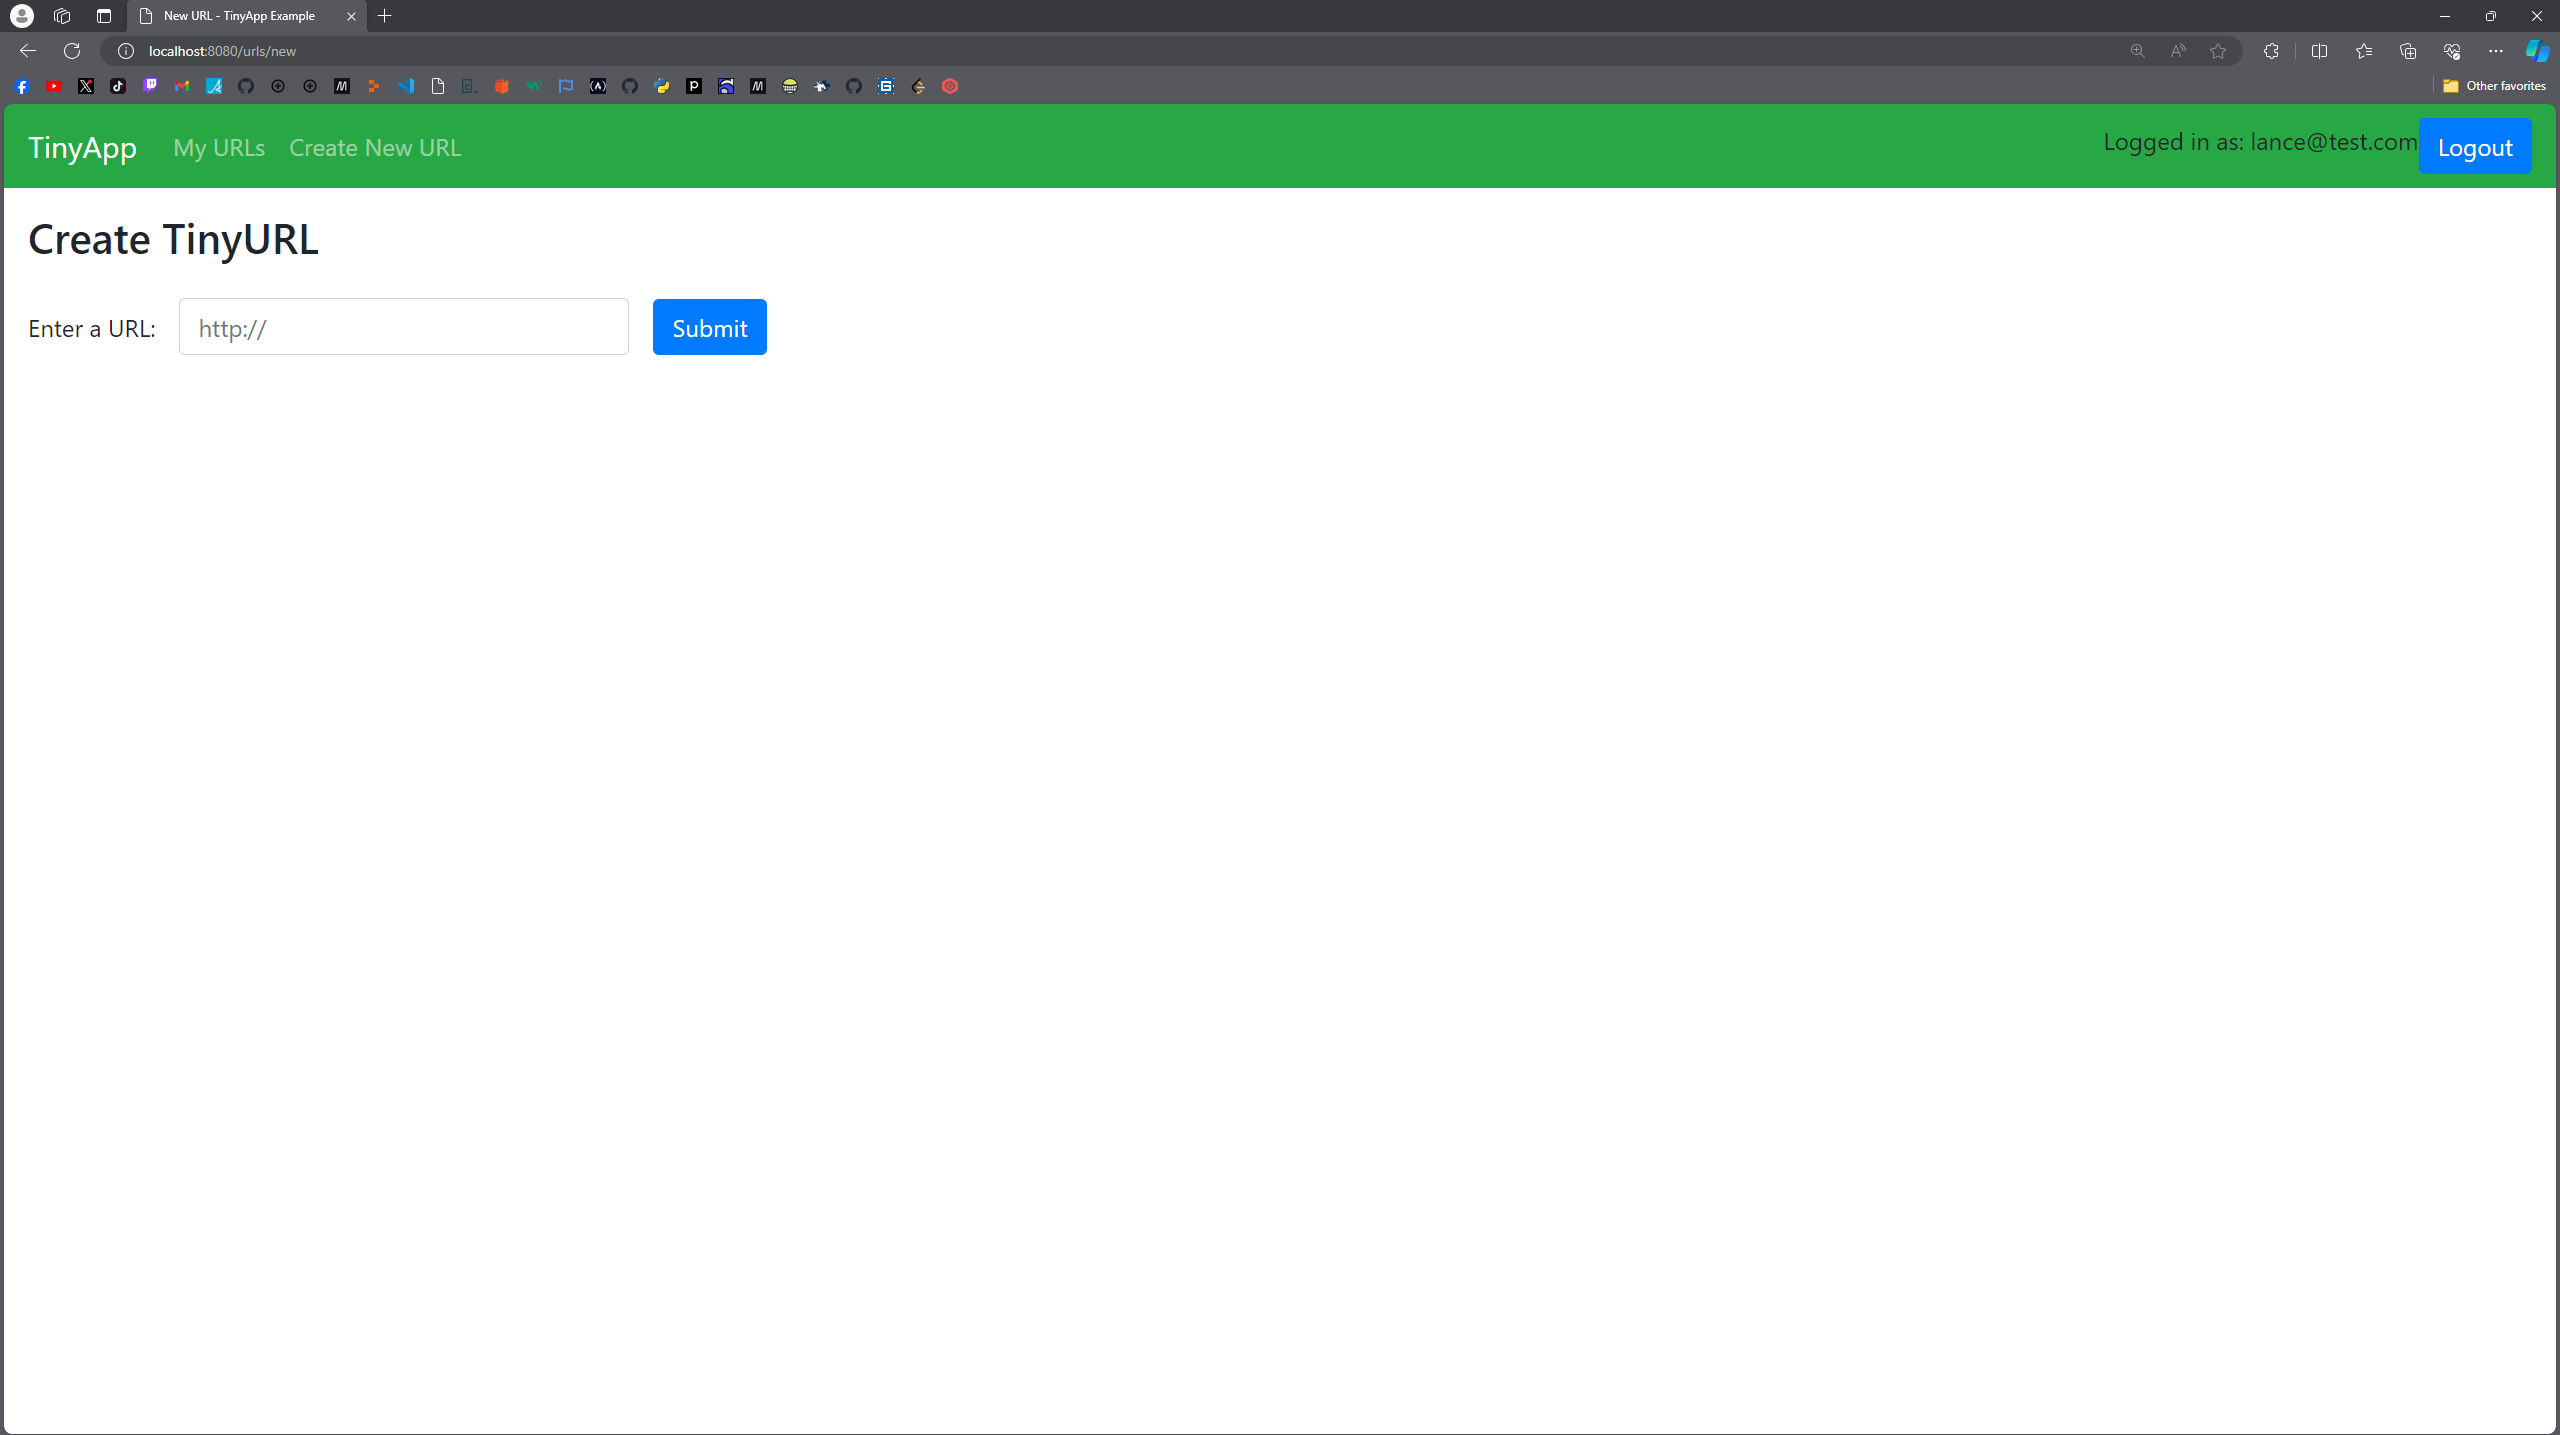 New URL - TinyApp Example
localhost:8080/urls/new
Other favorites
TinyApp My URLs Create New URL Logged in as: lance@test.com Logout
Create TinyURL
Enter a URL: http:// Submit